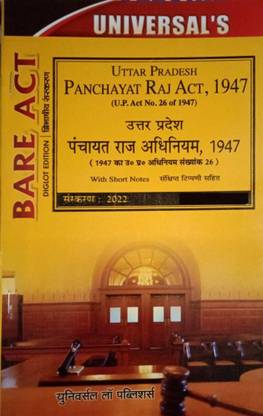 UNIVERSAL'S
BARE ACT
DIGLOT EDITION | द्विभाषीय संस्करण
UTTAR PRADESH
PANCHAYAT RAJ ACT, 1947
(U.P. Act No. 26 of 1947)
उत्तर प्रदेश
पंचायत राज अधिनियम, 1947
( 1947 का उ० प्र० अधिनियम संख्यांक 26 )
With Short Notes संक्षिप्त टिप्पणी सहित
संस्करण : 2022
युनिवर्सल लॉ पब्लिशर्स